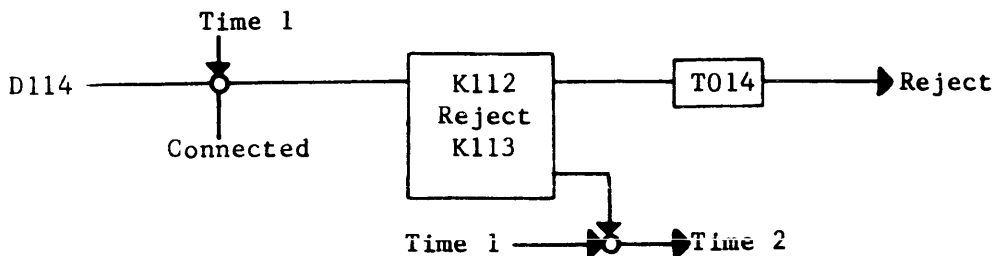 Time 1
D114
Connected
K112
Reject
K113
T014
Reject
Time 1
Time 2